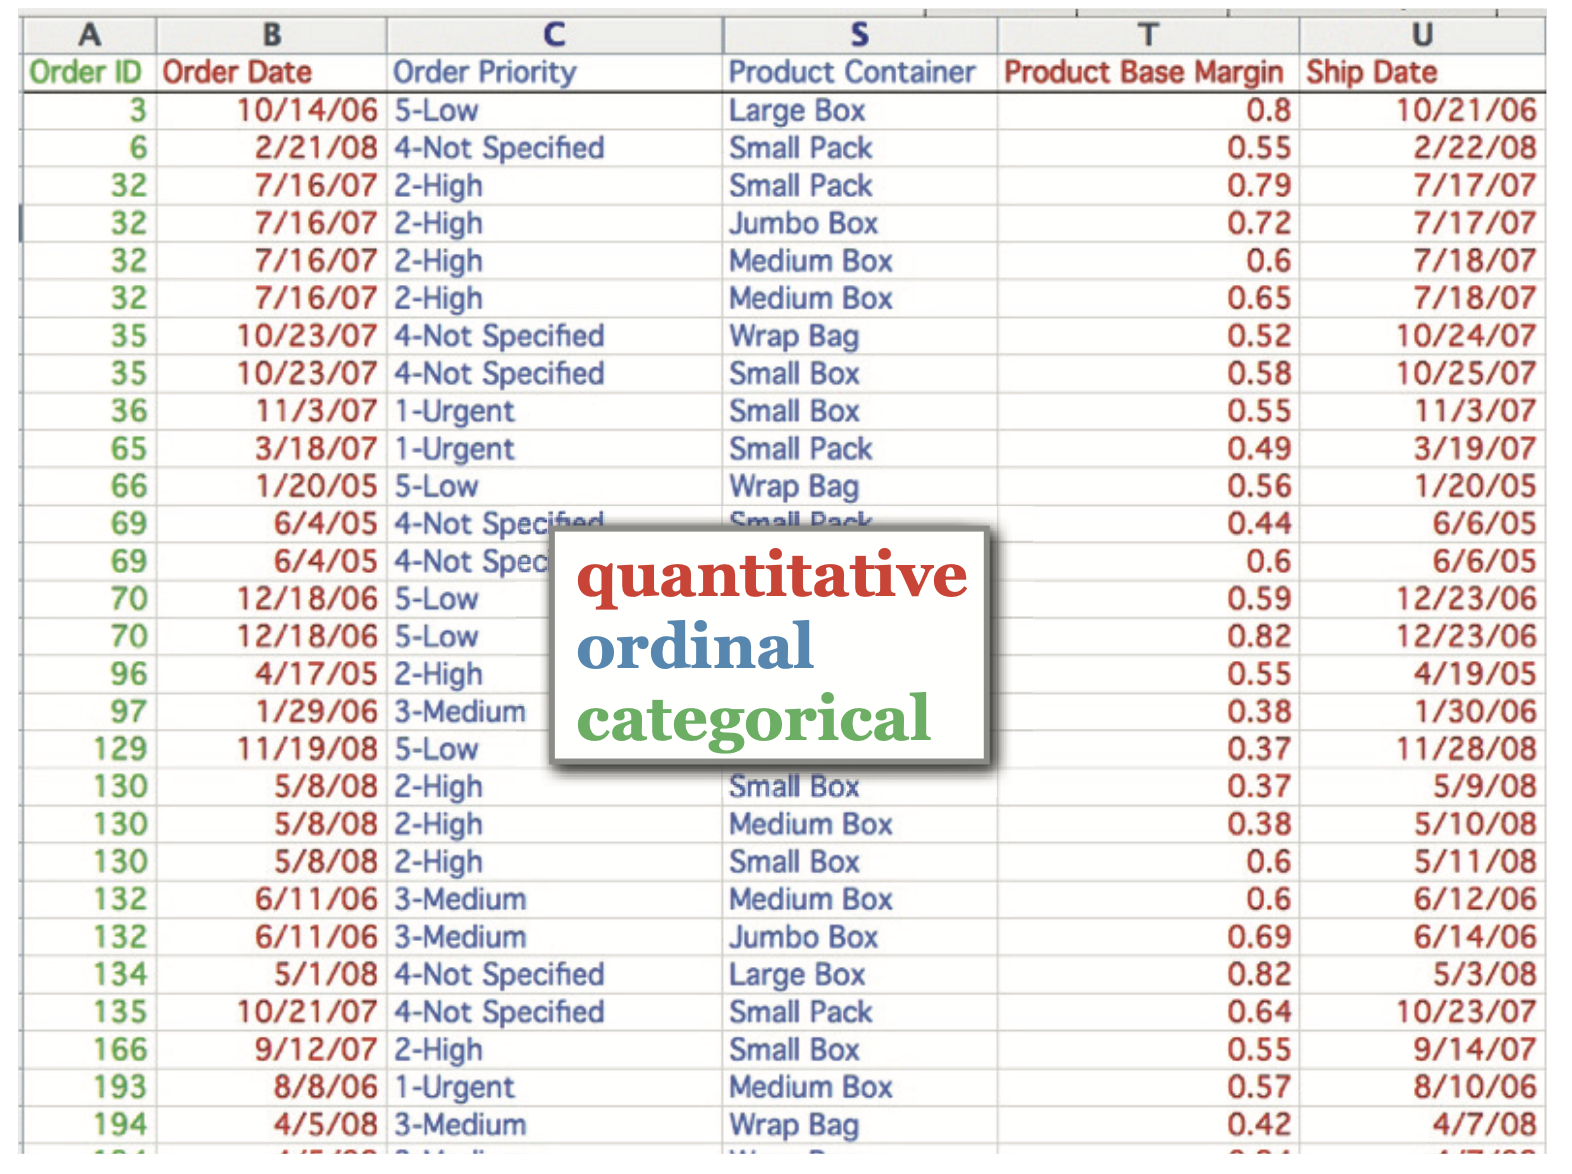 A B C S T U
Order ID Order Date Order Priority Product Container Product Base Margin Ship Date
3 10/14/06 5-Low Large Box 0.8 10/21/06
6 2/21/08 4-Not Specified Small Pack 0.55 2/22/08
32 7/16/07 2-High Small Pack 0.79 7/17/07
32 7/16/07 2-High Jumbo Box 0.72 7/17/07
32 7/16/07 2-High Medium Box 0.6 7/18/07
32 7/16/07 2-High Medium Box 0.65 7/18/07
35 10/23/07 4-Not Specified Wrap Bag 0.52 10/24/07
35 10/23/07 4-Not Specified Small Box 0.58 10/25/07
36 11/3/07 1-Urgent Small Box 0.55 11/3/07
65 3/18/07 1-Urgent Small Pack 0.49 3/19/07
66 1/20/05 5-Low Wrap Bag 0.56 1/20/05
69 6/4/05 4-Not Specified Small Pack 0.44 6/6/05
69 6/4/05 4-Not Spec 0.6 6/6/05
70 12/18/06 5-Low 0.59 12/23/06
70 12/18/06 5-Low 0.82 12/23/06
96 4/17/05 2-High 0.55 4/19/05
97 1/29/06 3-Medium 0.38 1/30/06
129 11/19/08 5-Low 0.37 11/28/08
quantitative
ordinal
categorical
130 5/8/08 2-High Small Box 0.37 5/9/08
130 5/8/08 2-High Medium Box 0.38 5/10/08
130 5/8/08 2-High Small Box 0.6 5/11/08
132 6/11/06 3-Medium Medium Box 0.6 6/12/06
132 6/11/06 3-Medium Jumbo Box 0.69 6/14/06
134 5/1/08 4-Not Specified Large Box 0.82 5/3/08
135 10/21/07 4-Not Specified Small Pack 0.64 10/23/07
166 9/12/07 2-High Small Box 0.55 9/14/07
193 8/8/06 1-Urgent Medium Box 0.57 8/10/06
194 4/5/08 3-Medium Wrap Bag 0.42 4/7/08